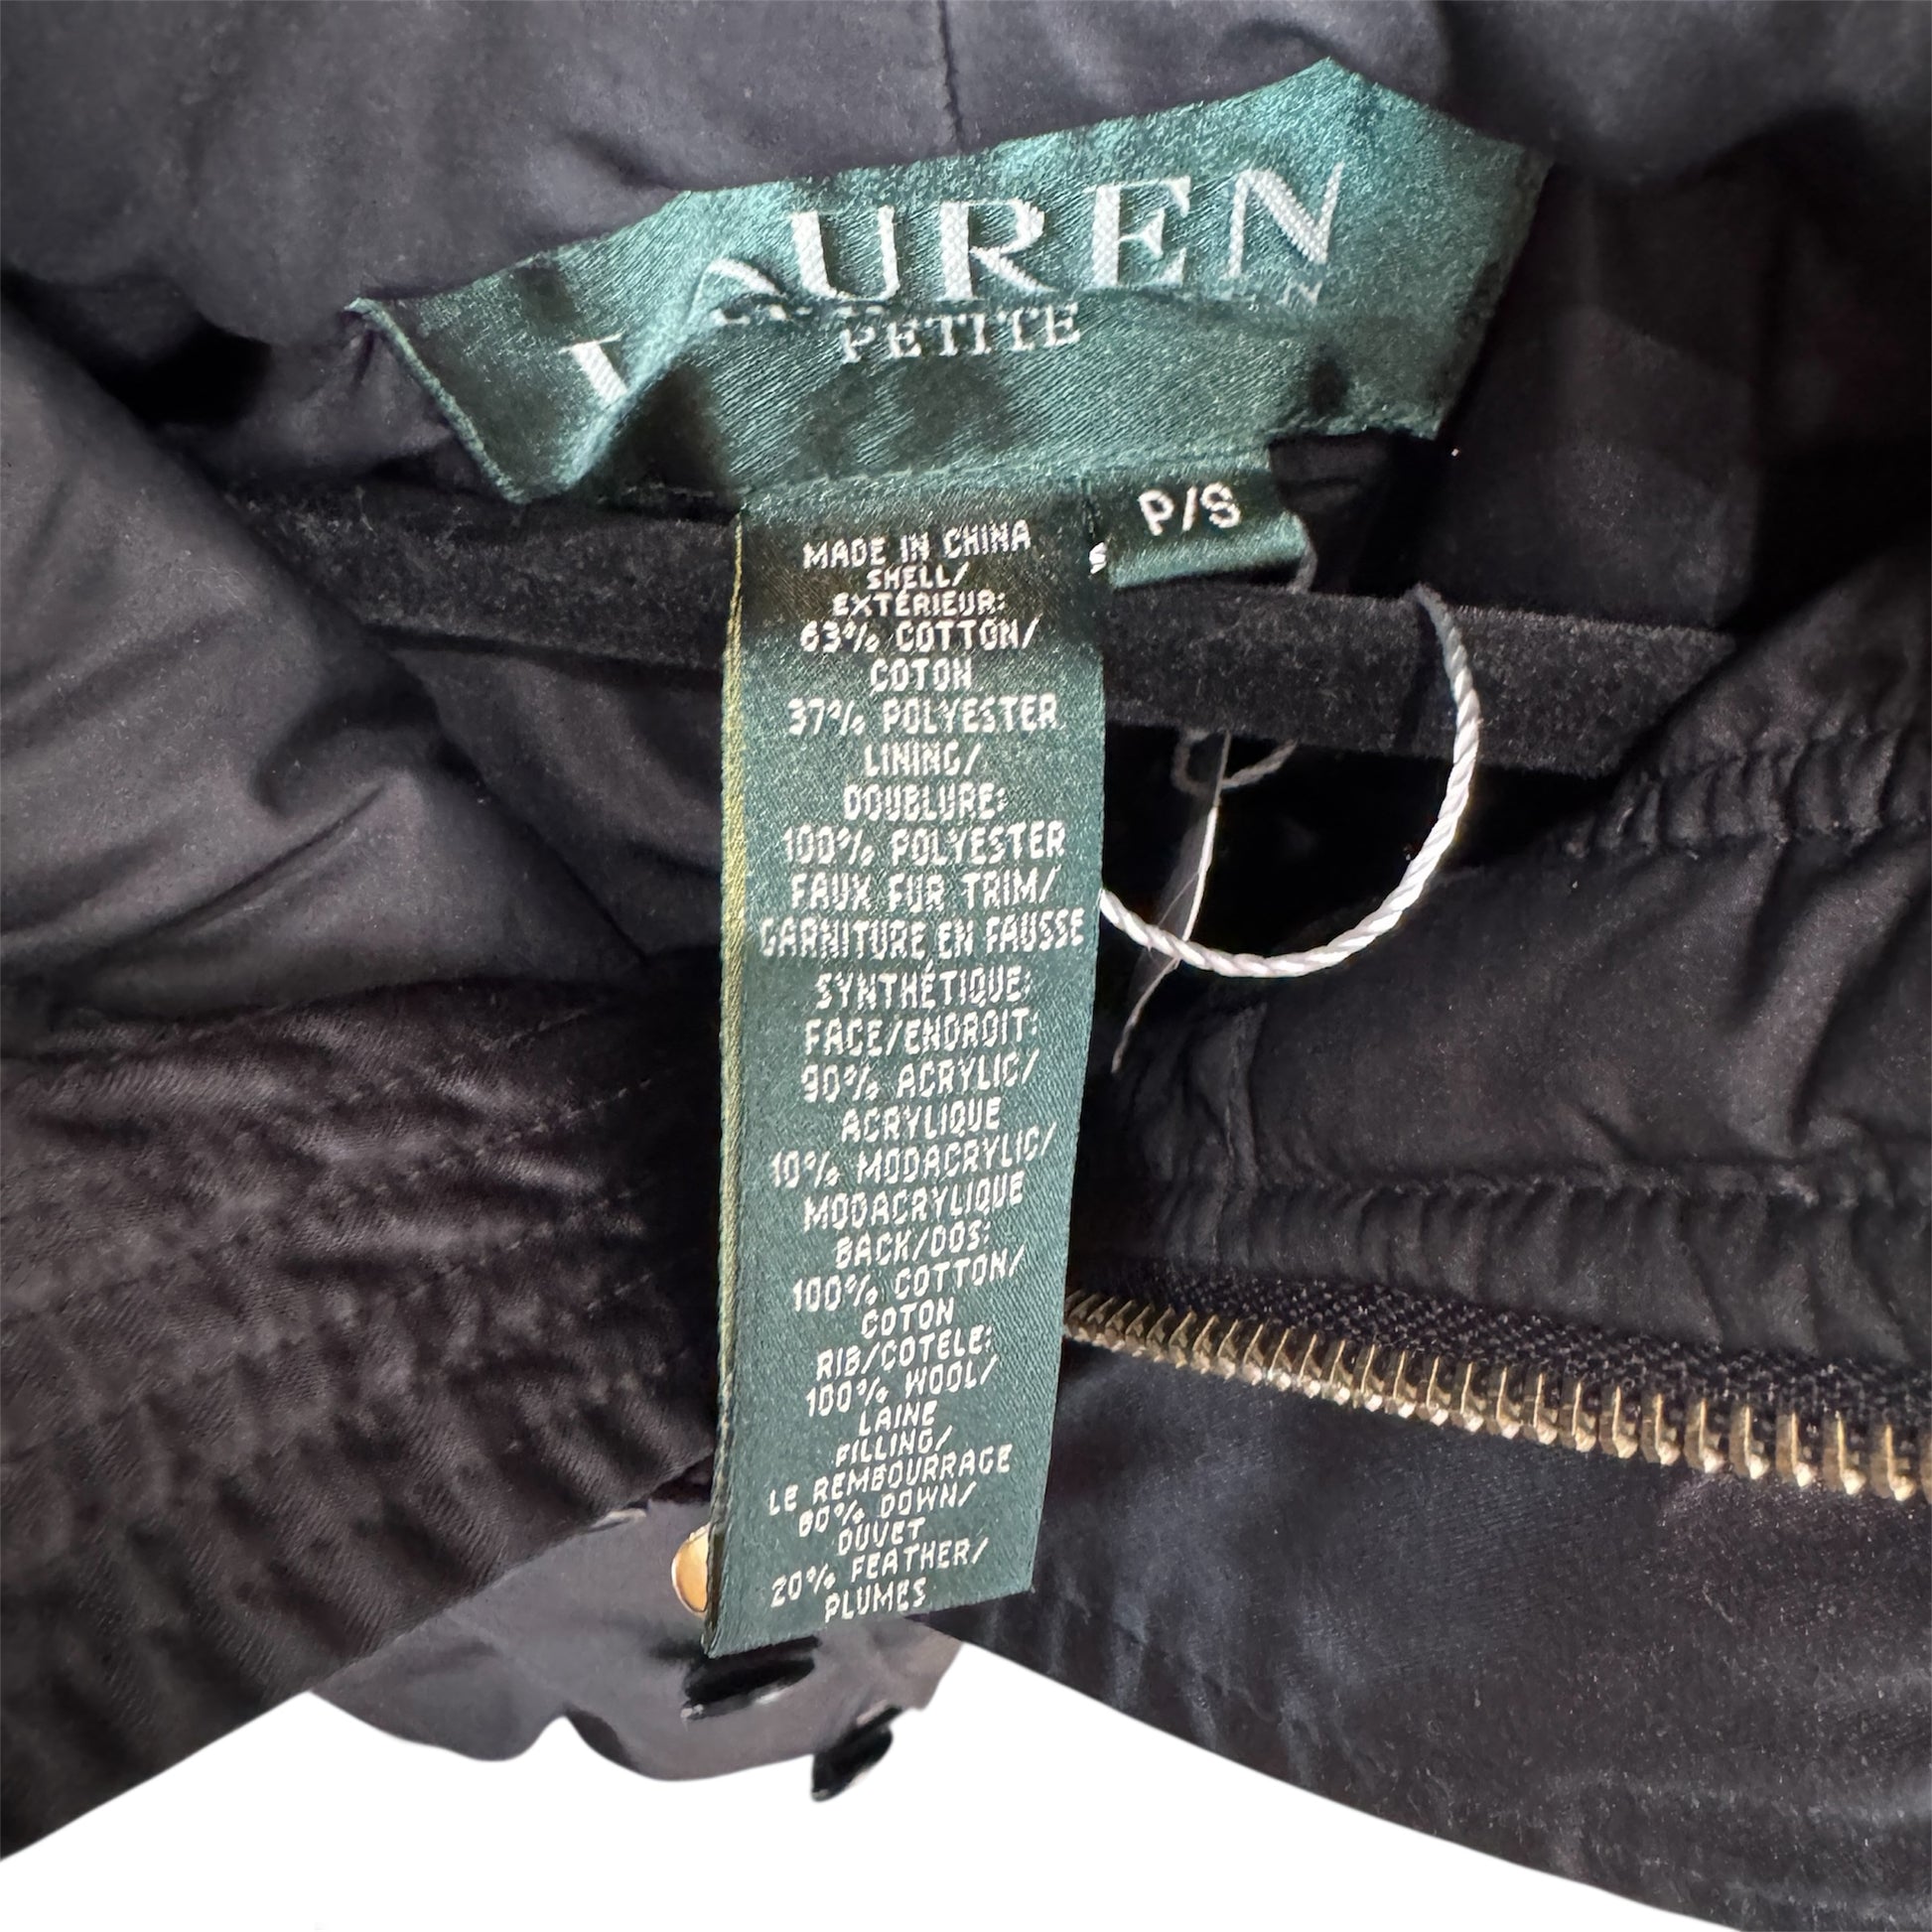 LAUREN
PETITE
P/S
MADE IN CHINA
SHELL/
EXTÉRIEUR:
63% COTTON/
COTON
37% POLYESTER
LINING/
DOUBLURE:
100% POLYESTER
FAUX FUR TRIM/
GARNITURE EN FAUSSE
SYNTHÉTIQUE:
FACE/ENDROIT:
90% ACRYLIC/
ACRYLIQUE
10% MODACRYLIC/
MODACRYLIQUE
BACK/DOS:
100% COTTON/
COTON
RIB/COTELE:
100% WOOL/
LAINE
FILLING/
LE REMBOURRAGE
80% DOWN/
DUVET
20% FEATHER/
PLUMES